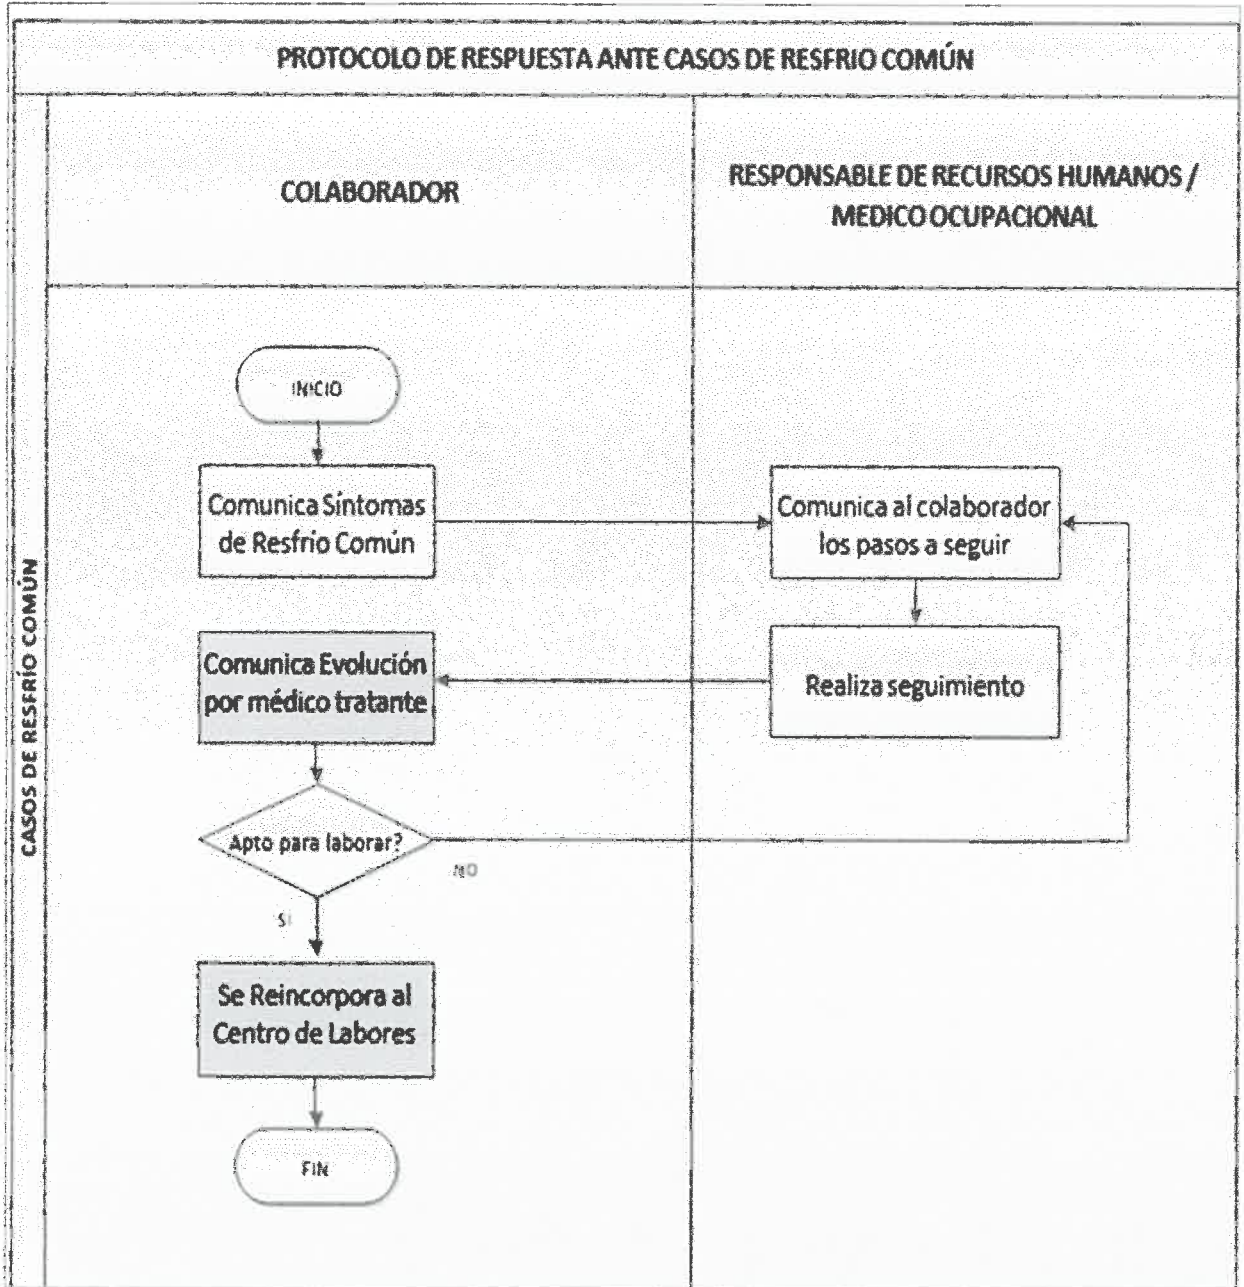 PROTOCOLO DE RESPUESTA ANTE CASOS DE RESFRIO COMÚN
COLABORADOR
RESPONSABLE DE RECURSOS HUMANOS /
MEDICO OCUPACIONAL
CASOS DE RESFRÍO COMÚN
INICIO
Comunica Síntomas
de Resfrío Común
Comunica al colaborador
los pasos a seguir
Realiza seguimiento
Comunica Evolución
por médico tratante
Apto para laborar?
NO
SI
Se Reincorpora al
Centro de Labores
FIN